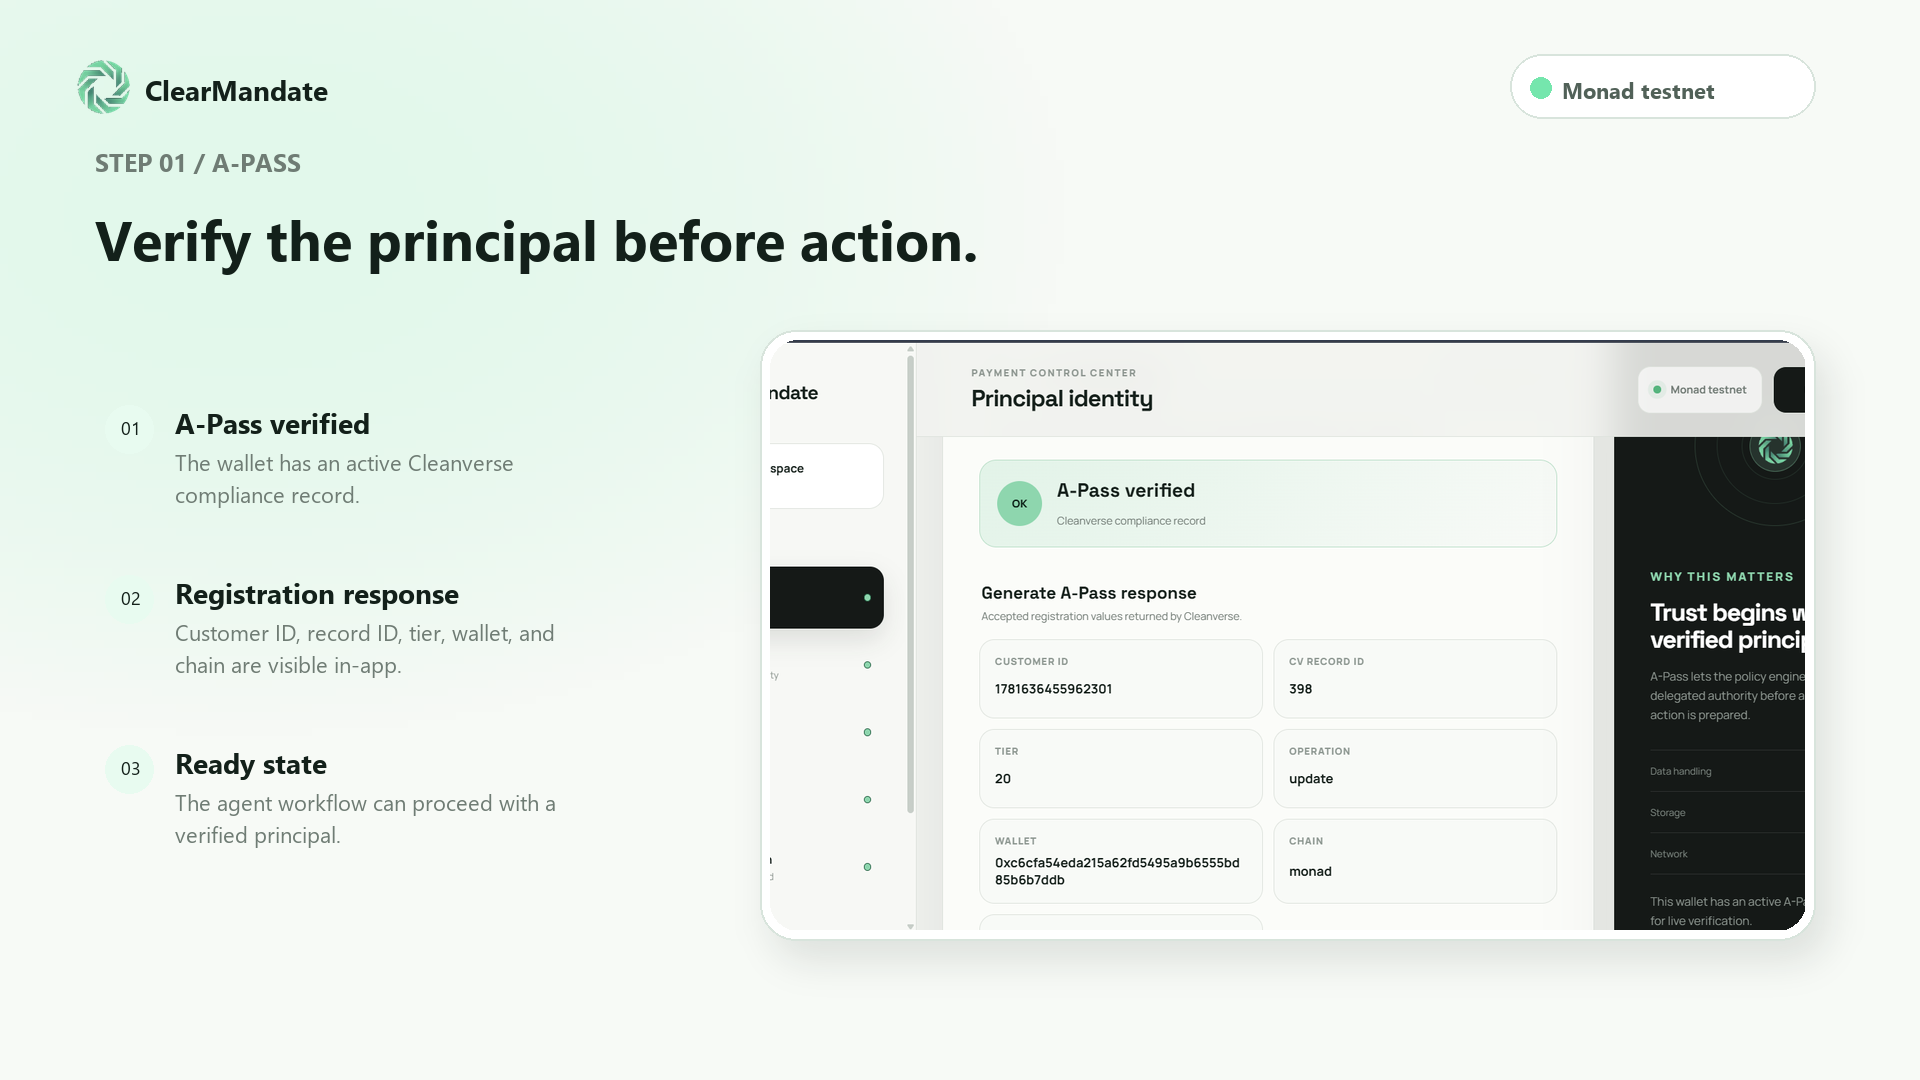 ClearMandate
Monad testnet
STEP 01 / A-PASS
Verify the principal before action.
01
A-Pass verified
The wallet has an active Cleanverse
compliance record.
02
Registration response
Customer ID, record ID, tier, wallet, and
chain are visible in-app.
03
Ready state
The agent workflow can proceed with a
verified principal.
ndate
space
ty
d
PAYMENT CONTROL CENTER
Principal identity
Monad testnet
OK
A-Pass verified
Cleanverse compliance record
Generate A-Pass response
Accepted registration values returned by Cleanverse.
CUSTOMER ID
1781636455962301
CV RECORD ID
398
TIER
20
OPERATION
update
WALLET
0xc6cfa54eda215a62fd5495a9b6555bd
85b6b7ddb
CHAIN
monad
WHY THIS MATTERS
Trust begins w
verified princip
A-Pass lets the policy engine
delegated authority before a
action is prepared.
Data handling
Storage
Network
This wallet has an active A-P
for live verification.